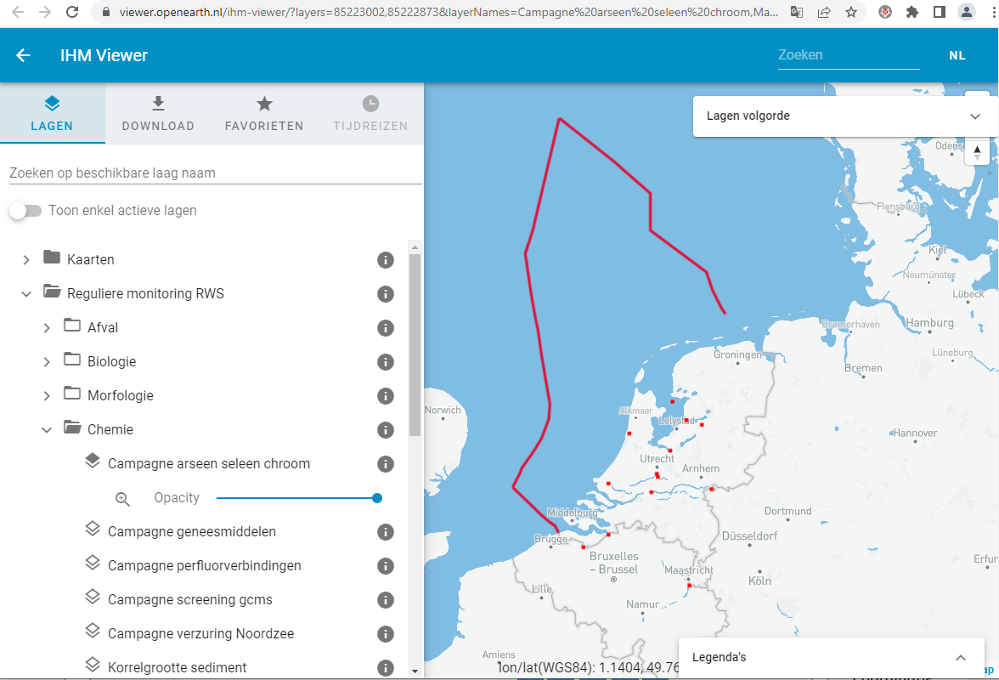 viewer.openearth.nl/ihm-viewer/?layers=85223002,85222873&layerNames=Campagne%20arseen%20seleen%20chroom,Ma...
IHM Viewer
Zoeken
NL
LAGEN
DOWNLOAD
FAVORIETEN
TIJDREIZEN
Zoeken op beschikbare laag naam
Toon enkel actieve lagen
Kaarten
Reguliere monitoring RWS
Afval
Biologie
Morfologie
Chemie
Campagne arseen seleen chroom
Opacity
Campagne geneesmiddelen
Campagne perfluorverbindingen
Campagne screening gcms
Campagne verzuring Noordzee
Korrelgrootte sediment
Lagen volgorde
Odense
Flensburg
Kiel
Neumünster
Lübeck
Bremerhaven
Hamburg
Groningen
Lüneburg
Bremen
Norwich
Alkmaar
Lelystad
Hannover
Utrecht
Arnhem
Middelburg
Dortmund
Brugge
Düsseldorf
Bruxelles
– Brussel
Maastricht
Erfur
Köln
Lille
Namur
Amiens
lon/lat(WGS84): 1.1404, 49.76
Legenda's
ap